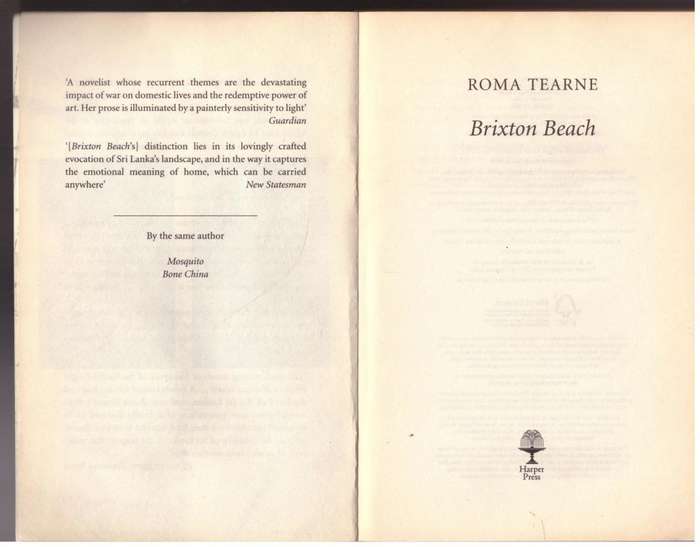 'A novelist whose recurrent themes are the devastating
impact of war on domestic lives and the redemptive power of
art. Her prose is illuminated by a painterly sensitivity to light'
Guardian
'[Brixton Beach's] distinction lies in its lovingly crafted
evocation of Sri Lanka's landscape, and in the way it captures
the emotional meaning of home, which can be carried
anywhere' New Statesman
By the same author
Mosquito
Bone China
ROMA TEARNE
Brixton Beach
Harper
Press